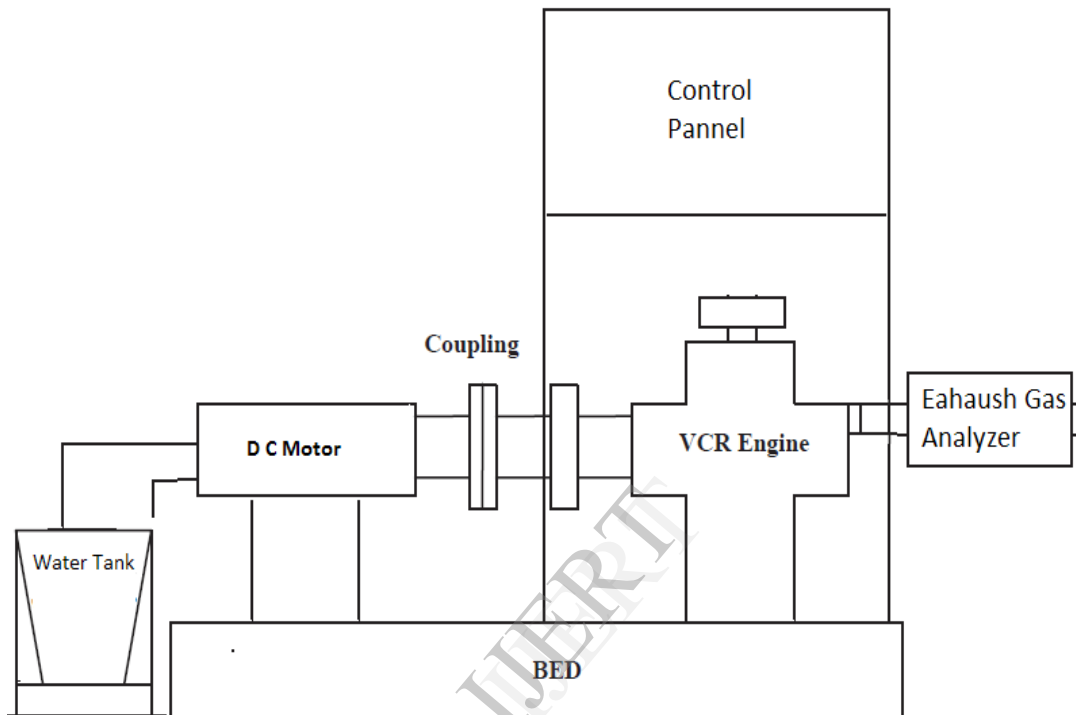 Control
Pannel
Coupling
D C Motor
VCR Engine
Eahaush Gas
Analyzer
Water Tank
BED
IJERT